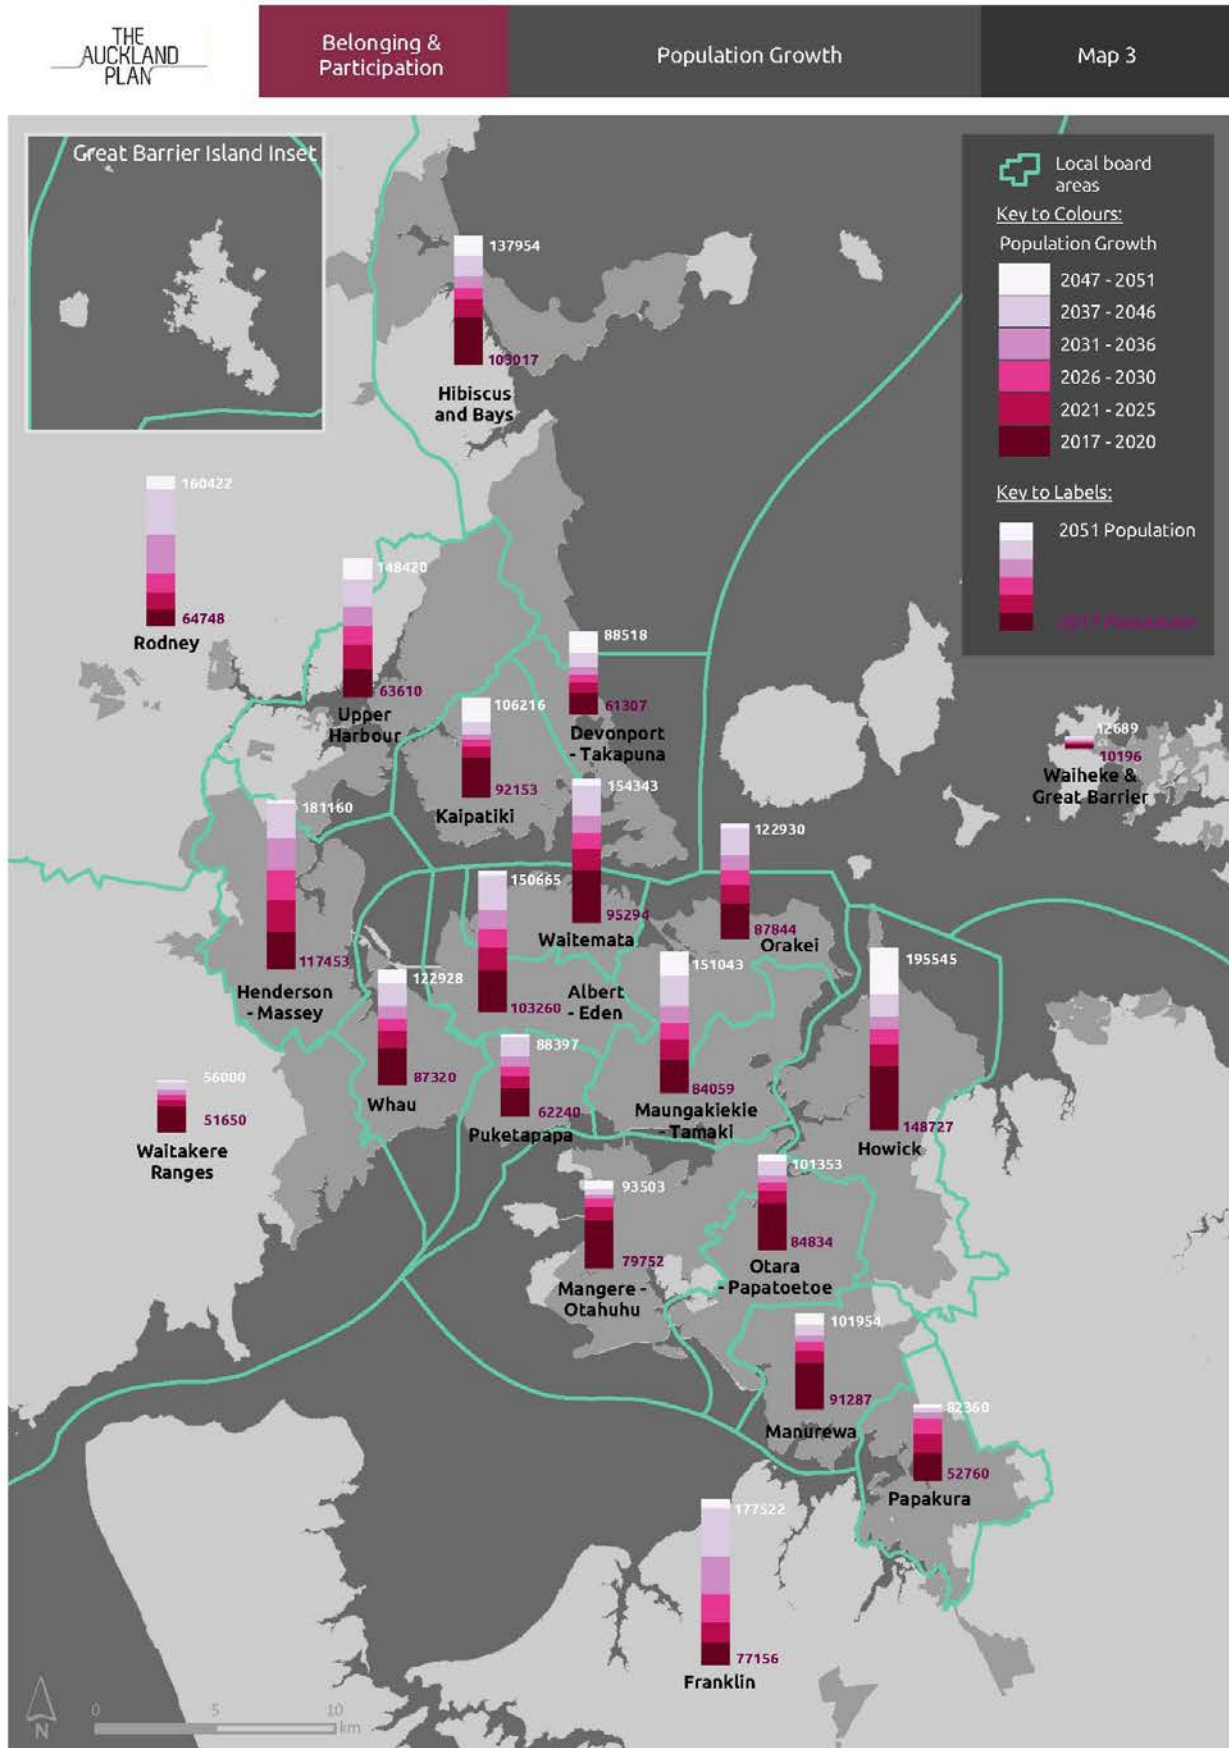 THE
AUCKLAND
PLAN
Belonging &
Participation
Population Growth
Map 3
Great Barrier Island Inset
Local board
areas
Key to Colours:
Population Growth
2047 - 2051
2037 - 2046
2031 - 2036
2026 - 2030
2021 - 2025
2017 - 2020
Key to Labels:
2051 Population
2017 Population
137954
103017
Hibiscus
and Bays
160422
64748
Rodney
148420
63610
Upper
Harbour
88518
61307
Devonport
- Takapuna
106216
92153
Kaipatiki
12689
10196
Waiheke &
Great Barrier
154343
95294
Waitemata
181160
117453
Henderson
- Massey
122930
87844
Orakei
150665
103260
Albert
- Eden
122928
87320
Whau
151043
84059
Maungakiekie
- Tamaki
195545
148727
Howick
88397
62240
Puketapapa
56000
51650
Waitakere
Ranges
93503
79752
Mangere -
Otahuhu
101353
84834
Otara
- Papatoetoe
101954
91287
Manurewa
82360
52760
Papakura
177522
77156
Franklin
N
0 5 10
km